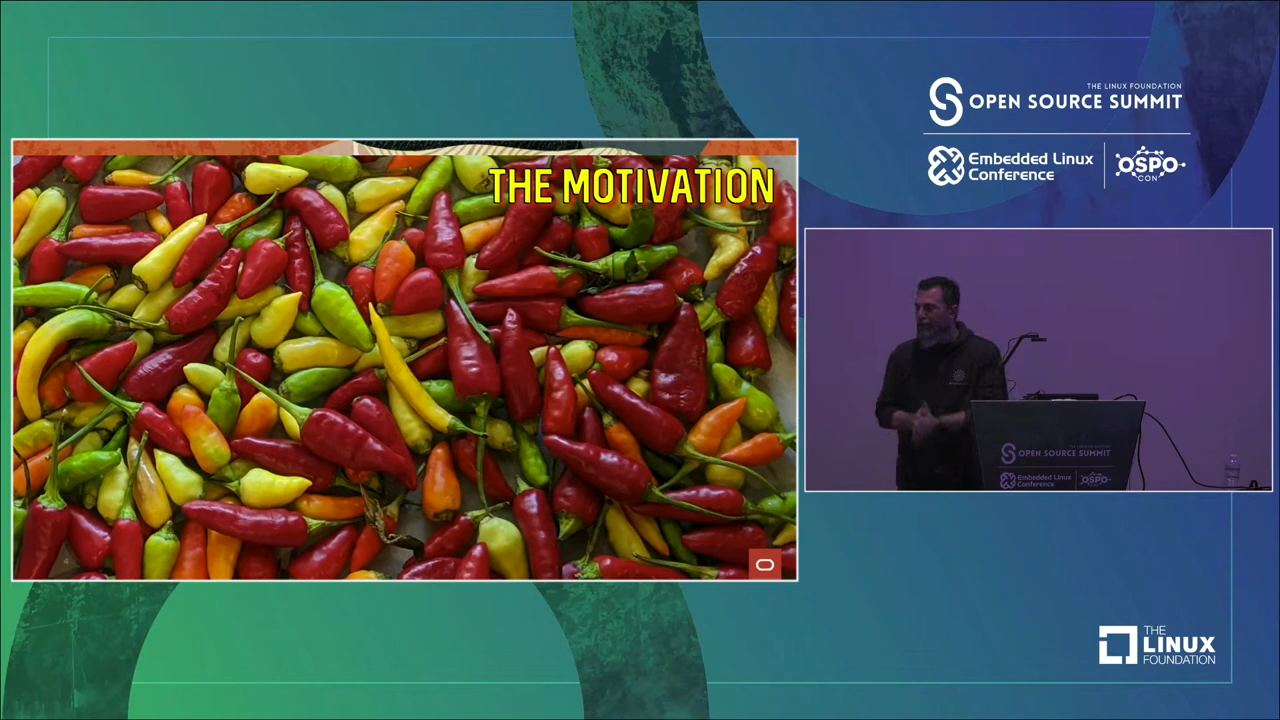 THE MOTIVATION
THE LINUX FOUNDATION
OPEN SOURCE SUMMIT
Embedded Linux
Conference
OSPO
CON
OPEN SOURCE SUMMIT
Embedded Linux
Conference
OSPO
THE
LINUX
FOUNDATION